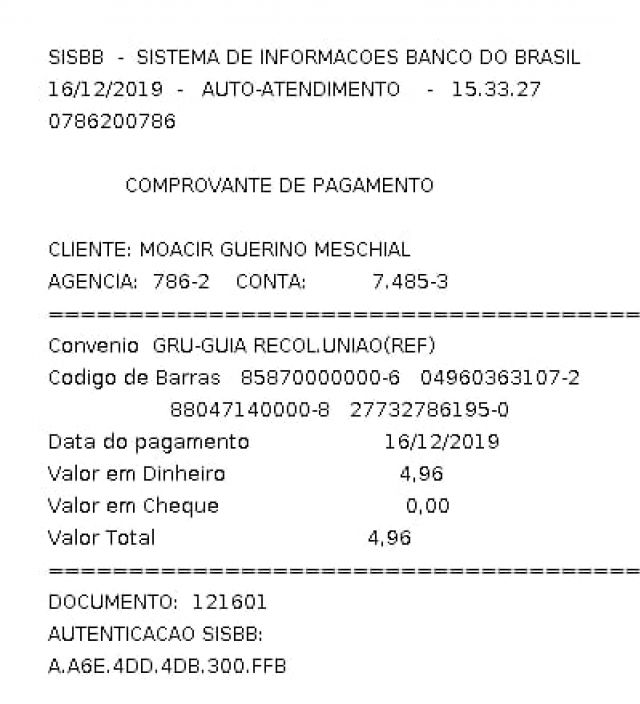 SISBB - SISTEMA DE INFORMACOES BANCO DO BRASIL
16/12/2019 - AUTO-ATENDIMENTO - 15.33.27
0786200786
COMPROVANTE DE PAGAMENTO
CLIENTE: MOACIR GUERINO MESCHIAL
AGENCIA: 786-2 CONTA: 7.485-3
=====================================
Convenio GRU-GUIA RECOL.UNIAO(REF)
Codigo de Barras 85870000000-6 04960363107-2
88047140000-8 27732786195-0
Data do pagamento 16/12/2019
Valor em Dinheiro 4,96
Valor em Cheque 0,00
Valor Total 4,96
=====================================
DOCUMENTO: 121601
AUTENTICACAO SISBB:
A.A6E.4DD.4DB.300.FFB